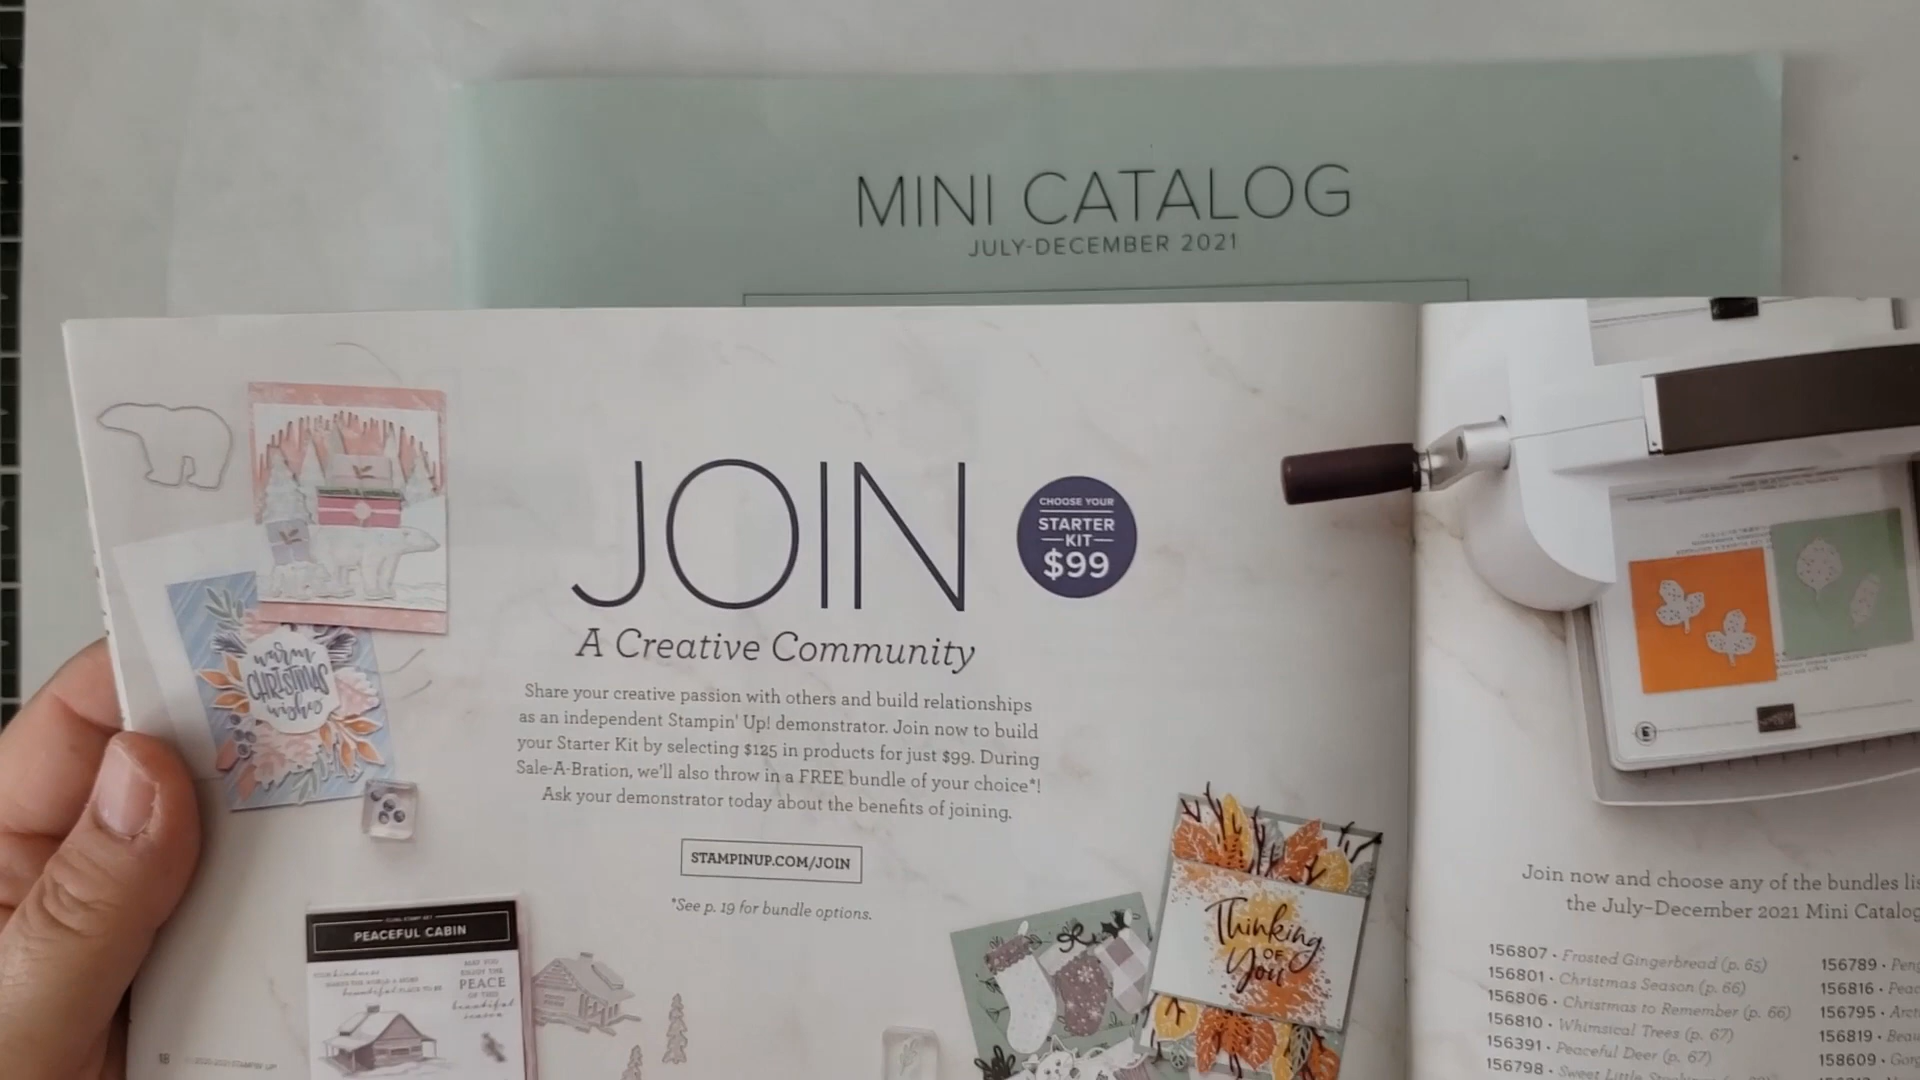 MINI CATALOG
JULY-DECEMBER 2021
JOIN
CHOOSE YOUR
STARTER
KIT
$99
A Creative Community
Share your creative passion with others and build relationships
as an independent Stampin' Up! demonstrator. Join now to build
your Starter Kit by selecting $125 in products for just $99. During
Sale-A-Bration, we'll also throw in a FREE bundle of your choice*!
Ask your demonstrator today about the benefits of joining.
STAMPINUP.COM/JOIN
*See p. 19 for bundle options.
warm
CHRISTMAS
wishes
PEACEFUL CABIN
PEACE
beautiful
Thinking
OF
You
18
Join now and choose any of the bundles
the July–December 2021 Mini Catalog
156807 • Frosted Gingerbread (p. 65)
156801 • Christmas Season (p. 66)
156806 • Christmas to Remember (p. 66)
156810 • Whimsical Trees (p. 67)
156391 • Peaceful Deer (p. 67)
156798 • Sweet Little
156789
156816
156795
156819
158609